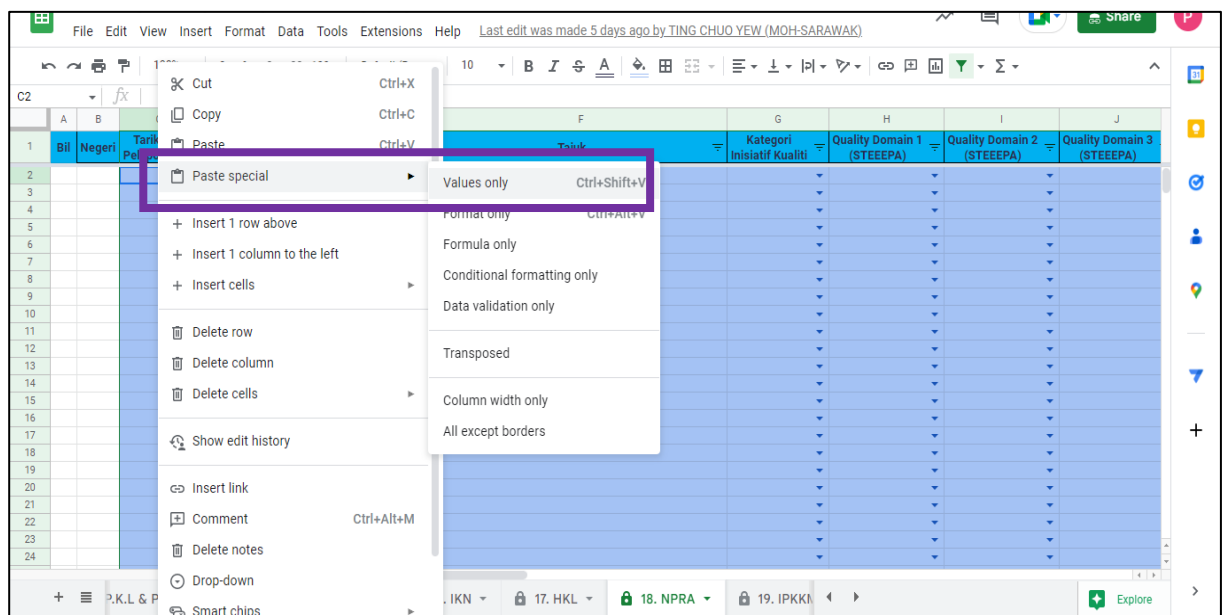 File Edit View Insert Format Data Tools Extensions Help Last edit was made 5 days ago by TING CHUO YEW (MOH-SARAWAK) Share P
10 B I S A Σ 31
C2 fx
A B F G H I J
1 Bil Negeri Tajuk Kategori Inisiatif Kualiti Quality Domain 1 (STEEEPA) Quality Domain 2 (STEEEPA) Quality Domain 3 (STEEEPA)
2
3
4
5
6
7
8
9
10
11
12
13
14
15
16
17
18
19
20
21
22
23
24
Cut Ctrl+X
Copy Ctrl+C
Paste Ctrl+V
Paste special
Insert 1 row above
Insert 1 column to the left
Insert cells
Delete row
Delete column
Delete cells
Show edit history
Insert link
Comment Ctrl+Alt+M
Delete notes
Drop-down
Smart chips
Values only Ctrl+Shift+V
Format only Ctrl+Alt+V
Formula only
Conditional formatting only
Data validation only
Transposed
Column width only
All except borders
P.K.L & P . IKN 17. HKL 18. NPRA 19. IPKKN Explore